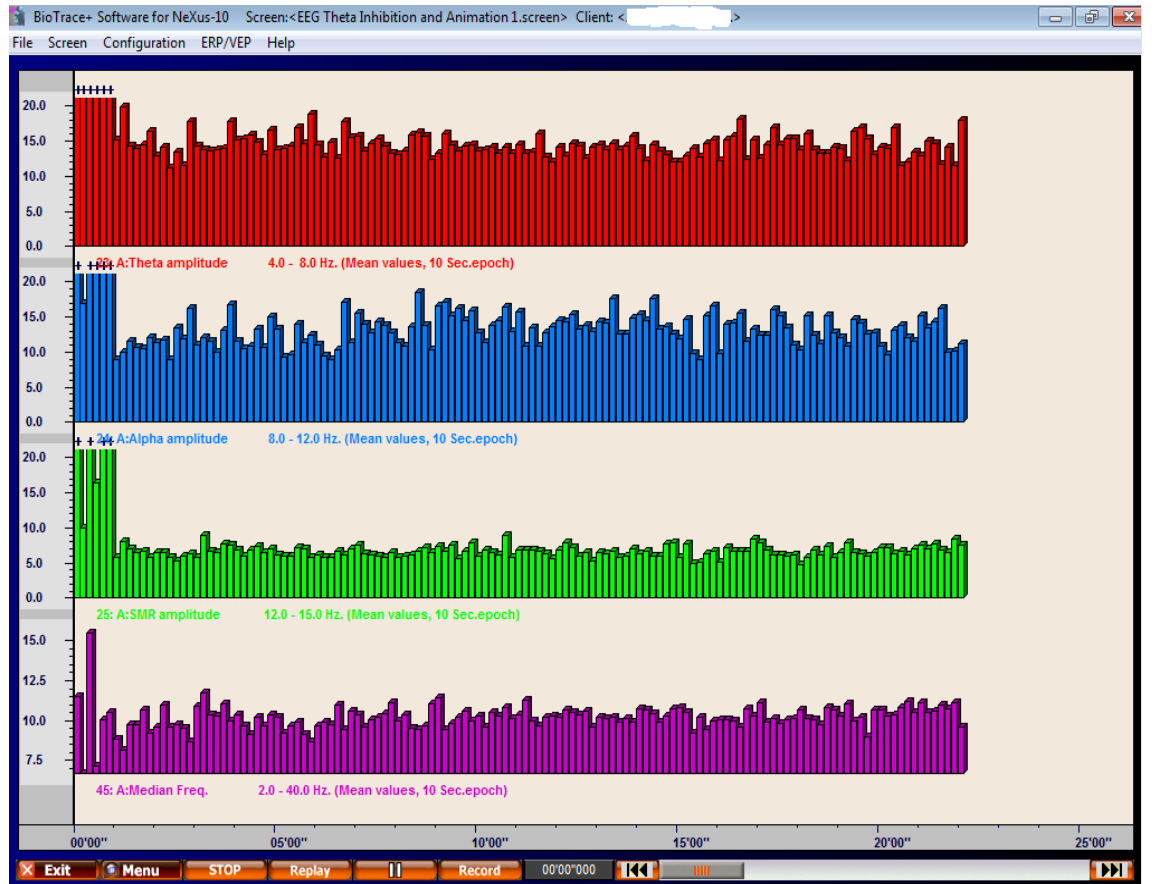 BioTrace+ Software for NeXus-10 Screen:<EEG Theta Inhibition and Animation 1.screen> Client: < .>
File Screen Configuration ERP/VEP Help
20.0
15.0
10.0
5.0
0.0
A:Theta amplitude 4.0 - 8.0 Hz. (Mean values, 10 Sec.epoch)
20.0
15.0
10.0
5.0
0.0
24: A:Alpha amplitude 8.0 - 12.0 Hz. (Mean values, 10 Sec.epoch)
20.0
15.0
10.0
5.0
0.0
25: A:SMR amplitude 12.0 - 15.0 Hz. (Mean values, 10 Sec.epoch)
15.0
12.5
10.0
7.5
45: A:Median Freq. 2.0 - 40.0 Hz. (Mean values, 10 Sec.epoch)
00'00" 05'00" 10'00" 15'00" 20'00" 25'00"
Exit Menu STOP Replay Record 00'00"000